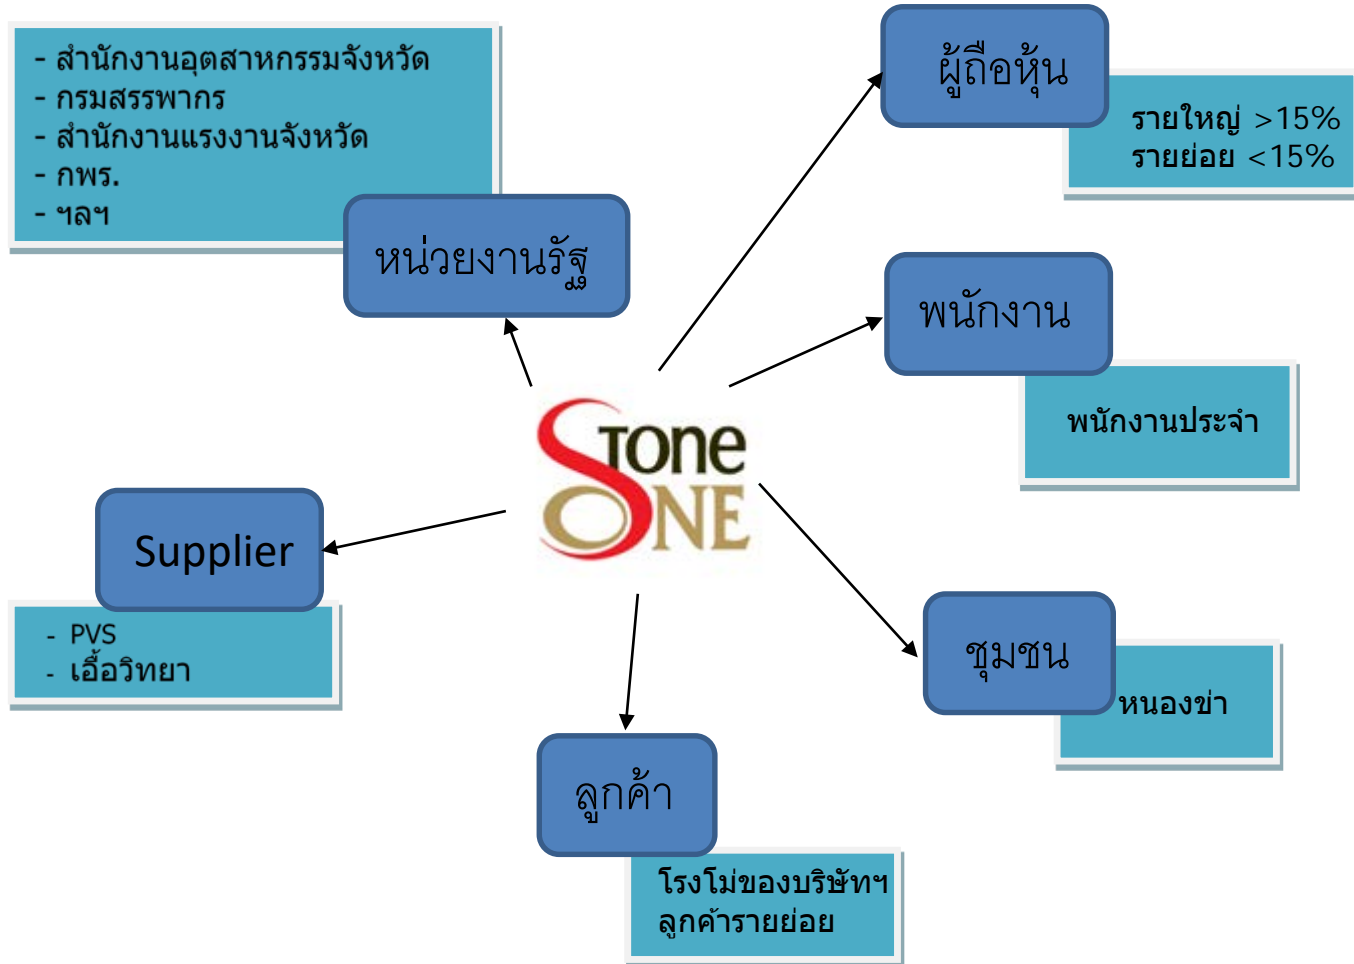 - สำนักงานอุตสาหกรรมจังหวัด
- กรมสรรพากร
- สำนักงานแรงงานจังหวัด
- กพร.
- ฯลฯ
หน่วยงานรัฐ
ผู้ถือหุ้น
รายใหญ่ >15%
รายย่อย <15%
พนักงาน
พนักงานประจำ
STone
ONE
Supplier
- PVS
- เอื้อวิทยา
ชุมชน
หนองข่า
ลูกค้า
โรงโม่ของบริษัทฯ
ลูกค้ารายย่อย